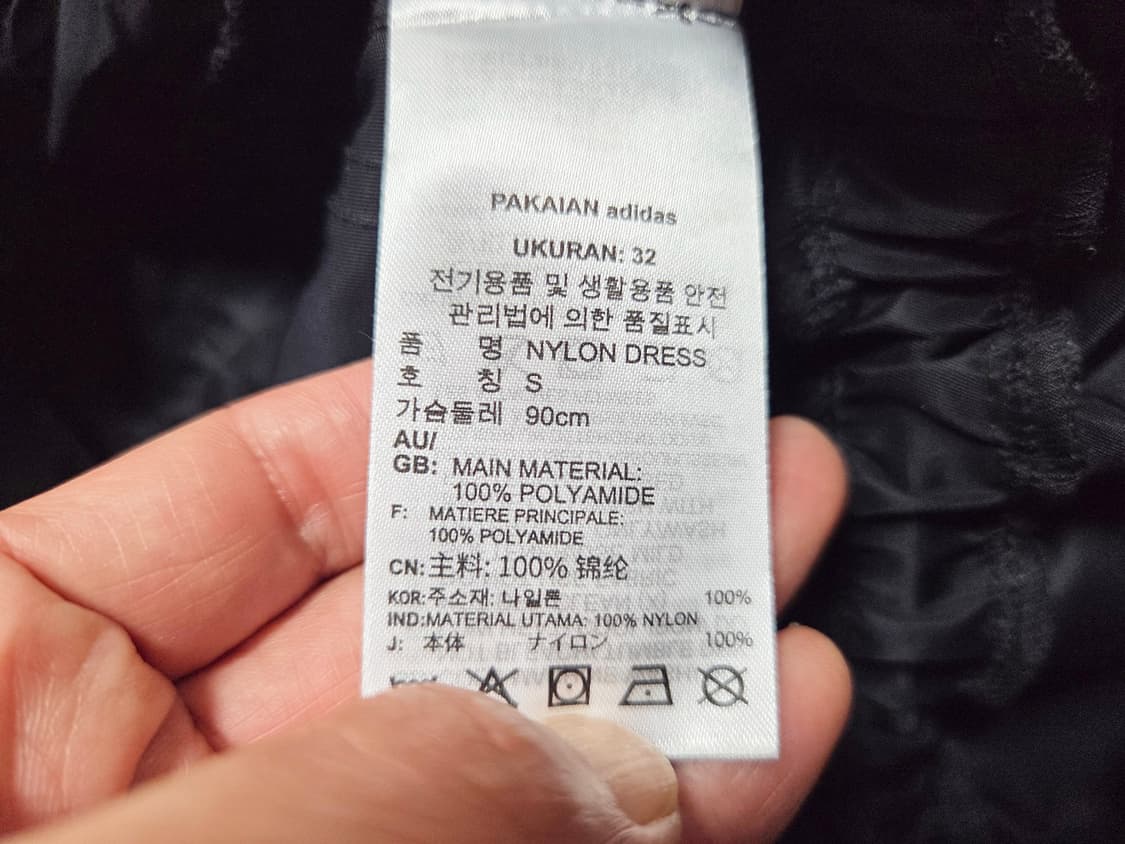 PAKAIAN adidas
UKURAN: 32
전기용품 및 생활용품 안전
관리법에 의한 품질표시
품 명 NYLON DRESS
호 칭 S
가슴둘레 90cm
AU/
GB: MAIN MATERIAL:
100% POLYAMIDE
F: MATIERE PRINCIPALE:
100% POLYAMIDE
CN: 主料: 100% 锦纶
KOR: 주소재: 나일론 100%
IND: MATERIAL UTAMA: 100% NYLON
J: 本体 ナイロン 100%